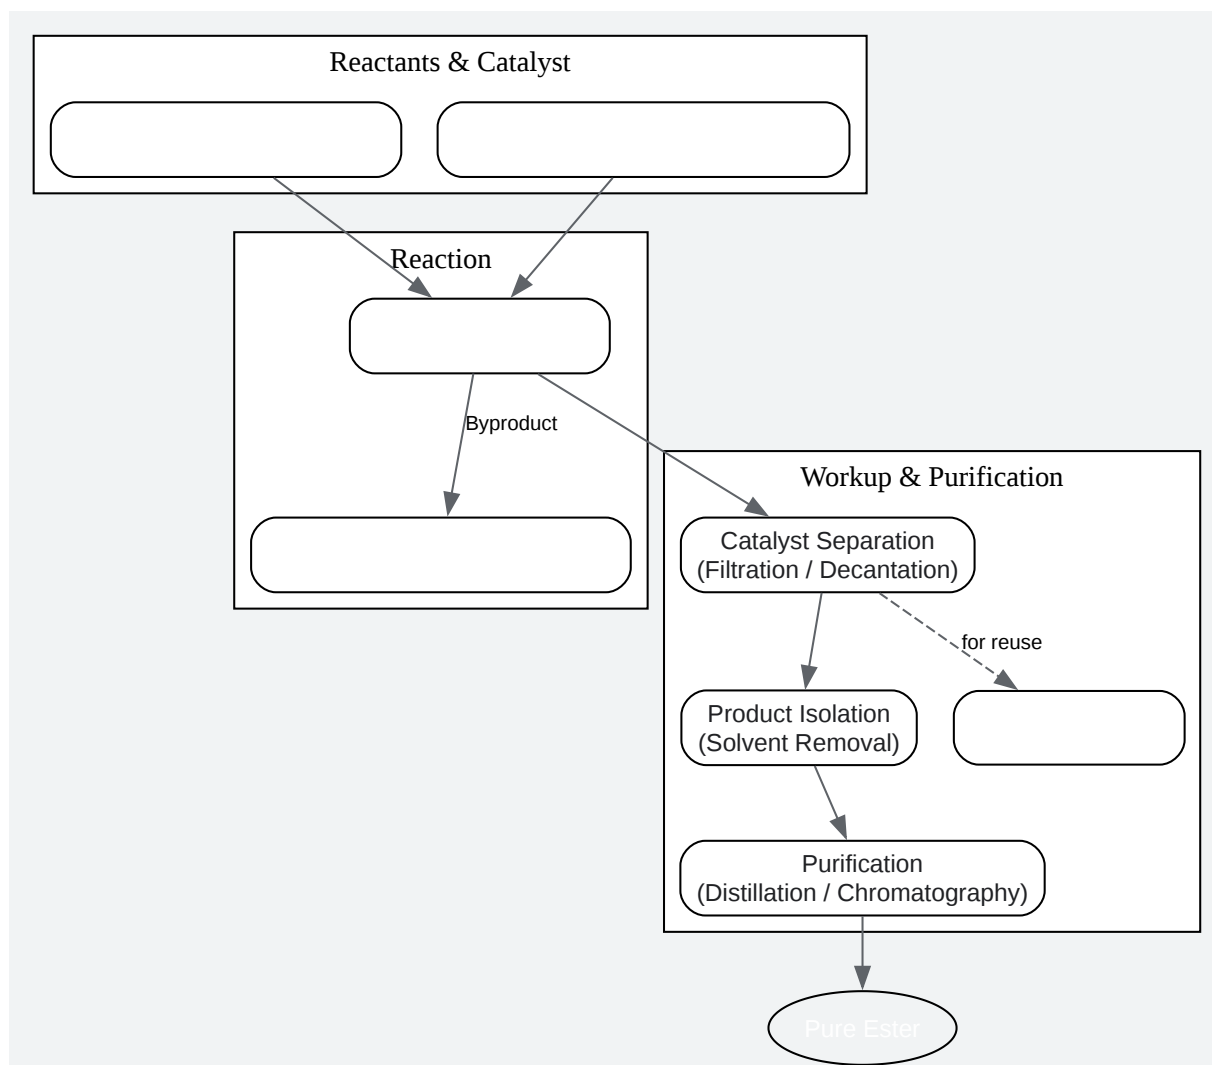 Reactants & Catalyst
Reaction
Byproduct
Workup & Purification
Catalyst Separation
(Filtration / Decantation)
for reuse
Product Isolation
(Solvent Removal)
Purification
(Distillation / Chromatography)
Pure Ester